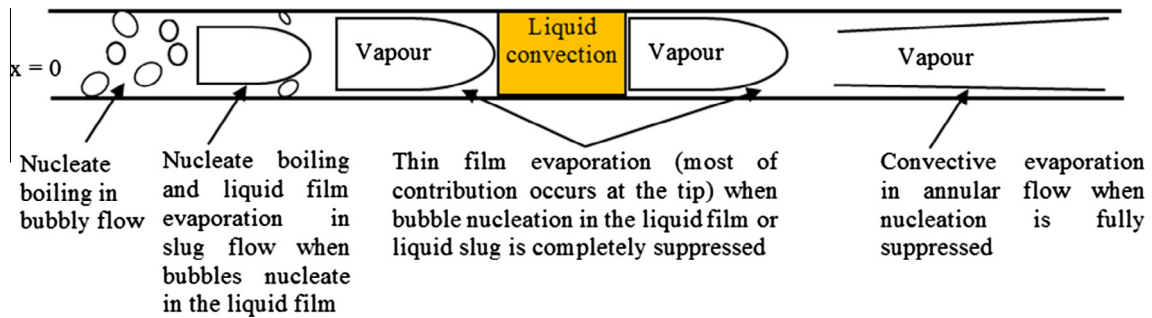 Liquid
convection
Vapour
Vapour
Vapour
x = 0
Nucleate
boiling in
bubbly flow
Nucleate boiling
and liquid film
evaporation in
slug flow when
bubbles nucleate
in the liquid film
Thin film evaporation (most of
contribution occurs at the tip) when
bubble nucleation in the liquid film or
liquid slug is completely suppressed
Convective evaporation
in annular flow when
nucleation is fully
suppressed